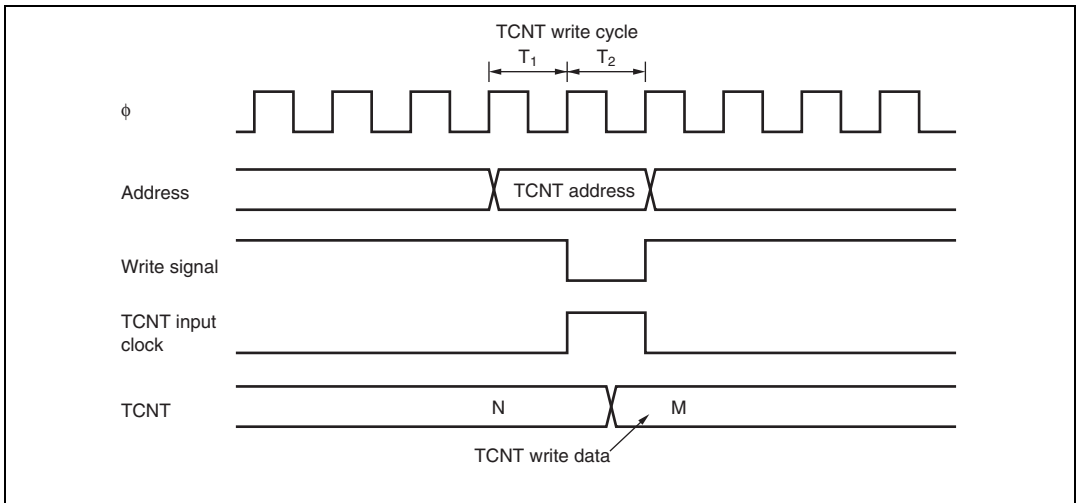 TCNT write cycle
T₁ T₂
φ
Address
TCNT address
Write signal
TCNT input
clock
TCNT
N
M
TCNT write data